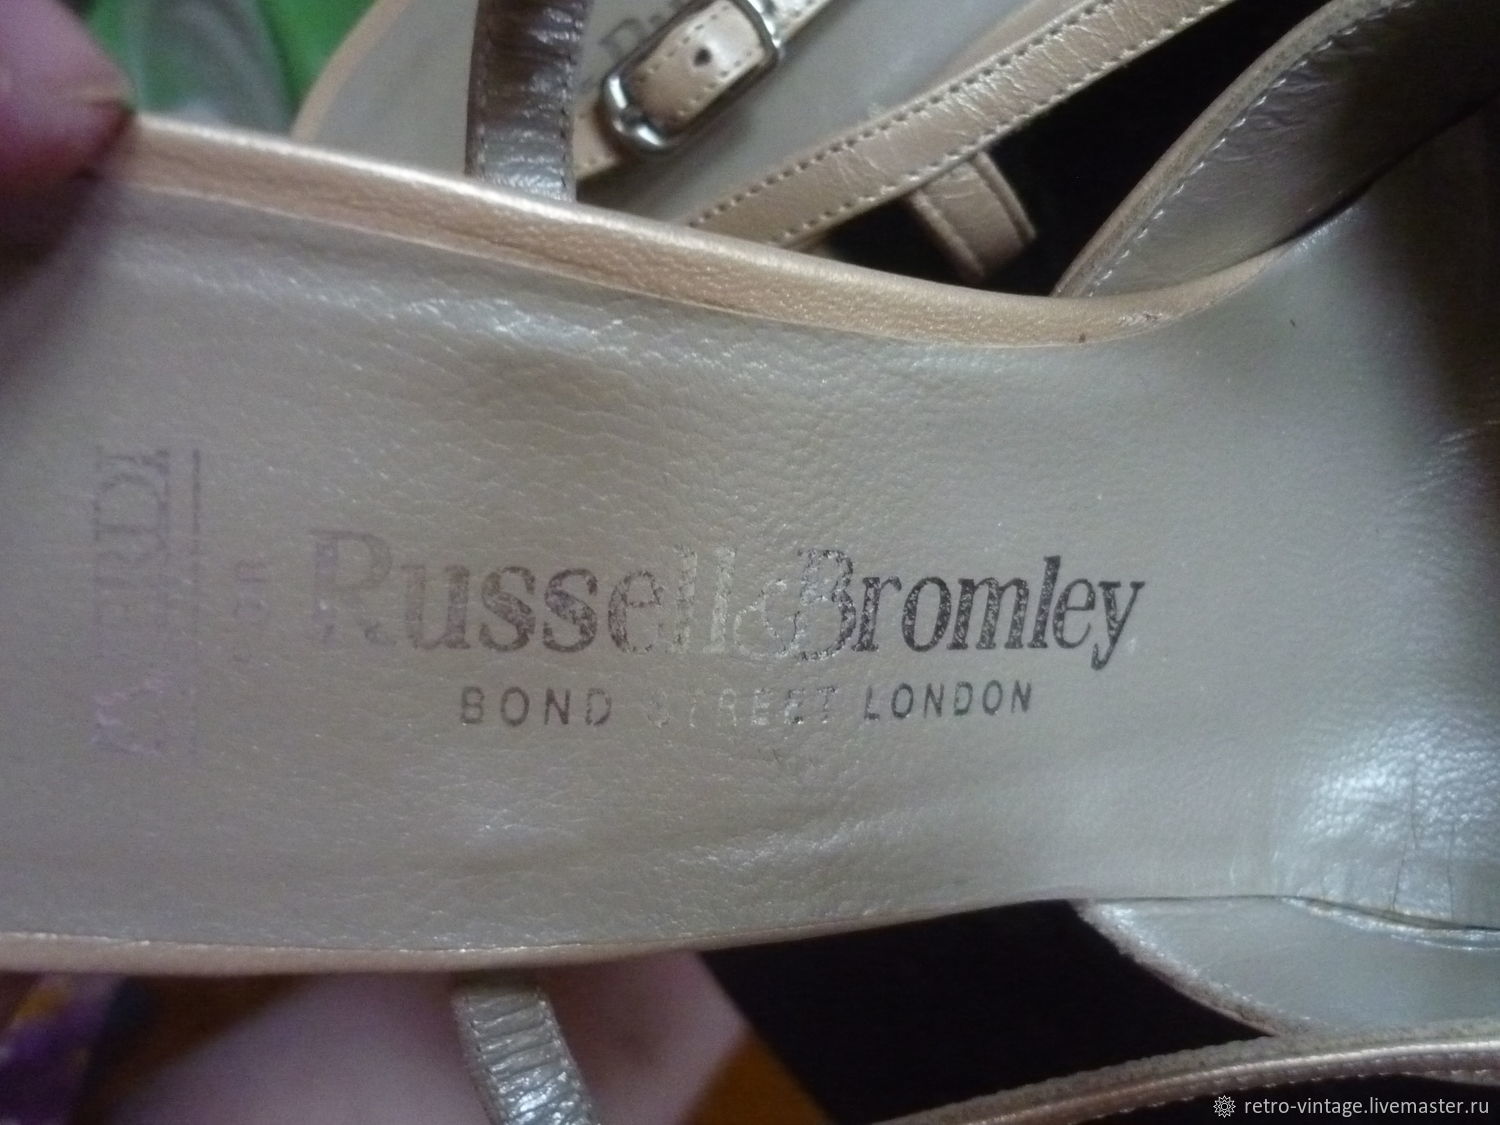 Russell & Bromley
BOND STREET LONDON
retro-vintage.livemaster.ru